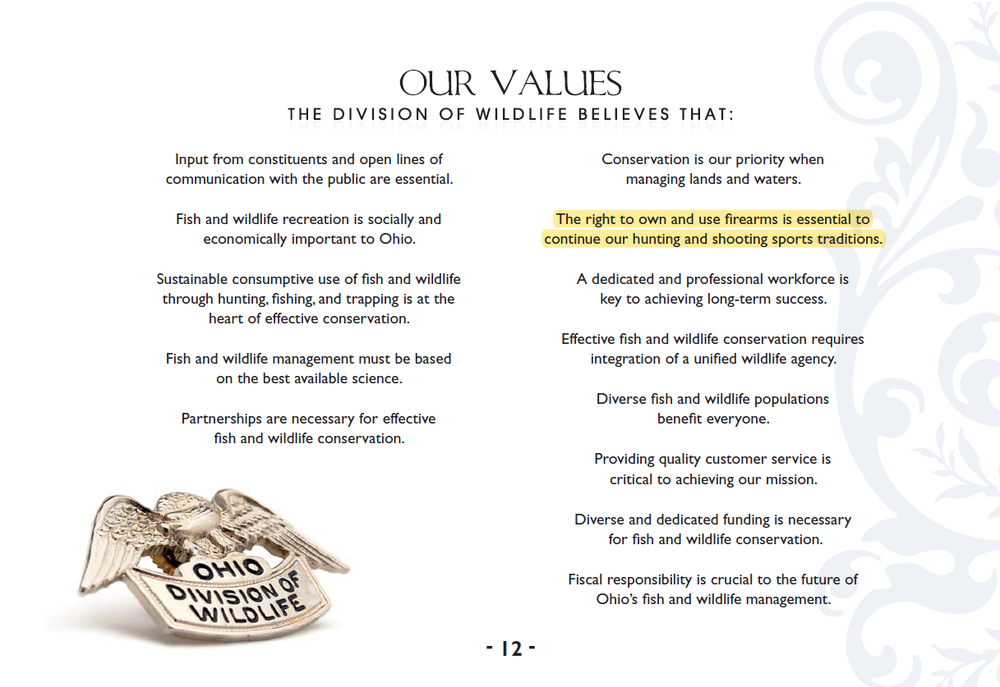 OUR VALUES
THE DIVISION OF WILDLIFE BELIEVES THAT:
Input from constituents and open lines of
communication with the public are essential.
Fish and wildlife recreation is socially and
economically important to Ohio.
Sustainable consumptive use of fish and wildlife
through hunting, fishing, and trapping is at the
heart of effective conservation.
Fish and wildlife management must be based
on the best available science.
Partnerships are necessary for effective
fish and wildlife conservation.
Conservation is our priority when
managing lands and waters.
The right to own and use firearms is essential to
continue our hunting and shooting sports traditions.
A dedicated and professional workforce is
key to achieving long-term success.
Effective fish and wildlife conservation requires
integration of a unified wildlife agency.
Diverse fish and wildlife populations
benefit everyone.
Providing quality customer service is
critical to achieving our mission.
Diverse and dedicated funding is necessary
for fish and wildlife conservation.
Fiscal responsibility is crucial to the future of
Ohio’s fish and wildlife management.
OHIO
DIVISION OF
WILDLIFE
- 12 -